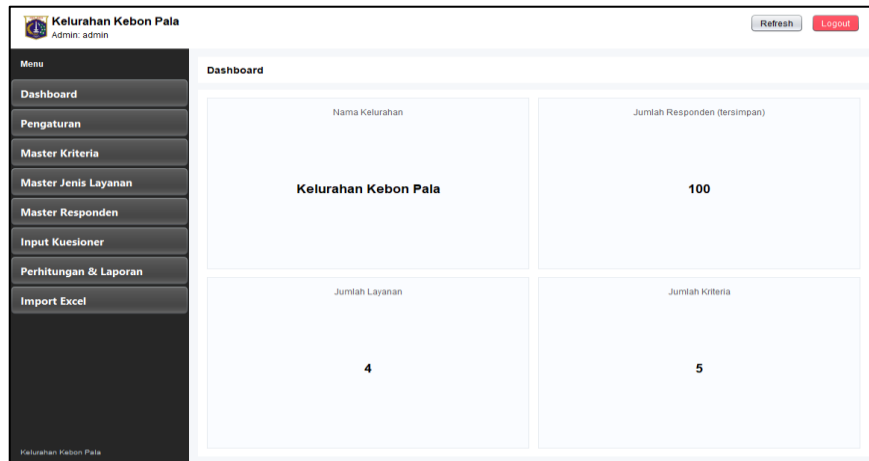 Kelurahan Kebon Pala
Admin: admin
Refresh
Logout
Menu
Dashboard
Pengaturan
Master Kriteria
Master Jenis Layanan
Master Responden
Input Kuesioner
Perhitungan & Laporan
Import Excel
Kelurahan Kebon Pala
Dashboard
Nama Kelurahan
Kelurahan Kebon Pala
Jumlah Responden (tersimpan)
100
Jumlah Layanan
4
Jumlah Kriteria
5